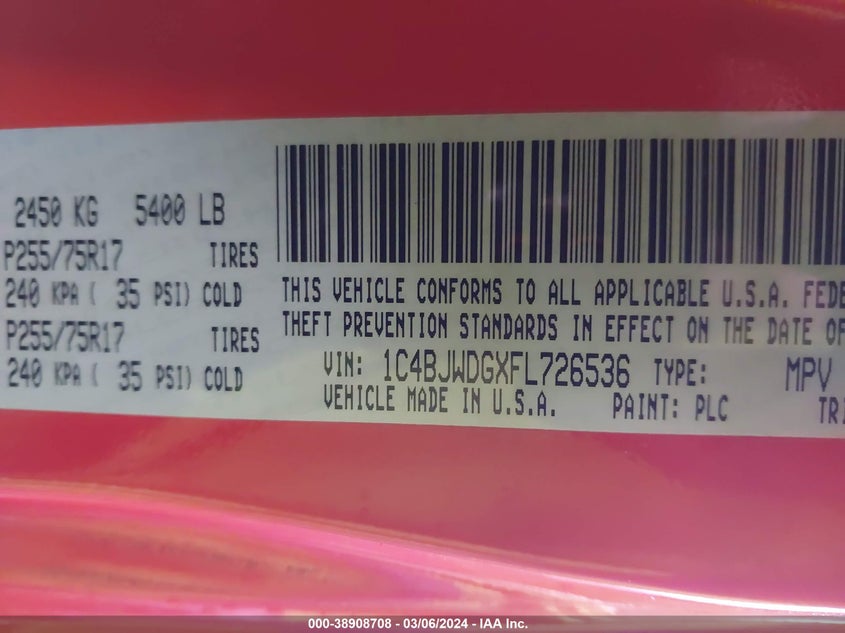 2450 KG 5400 LB
P255/75R17 TIRES
240 KPA ( 35 PSI) COLD
P255/75R17 TIRES
240 KPA ( 35 PSI) COLD
THIS VEHICLE CONFORMS TO ALL APPLICABLE U.S.A. FEDE
THEFT PREVENTION STANDARDS IN EFFECT ON THE DATE OF
VIN: 1C4BJWDGXFL726536 TYPE: MPV
VEHICLE MADE IN U.S.A. PAINT: PLC TRI
000-38908708 - 03/06/2024 - IAA Inc.